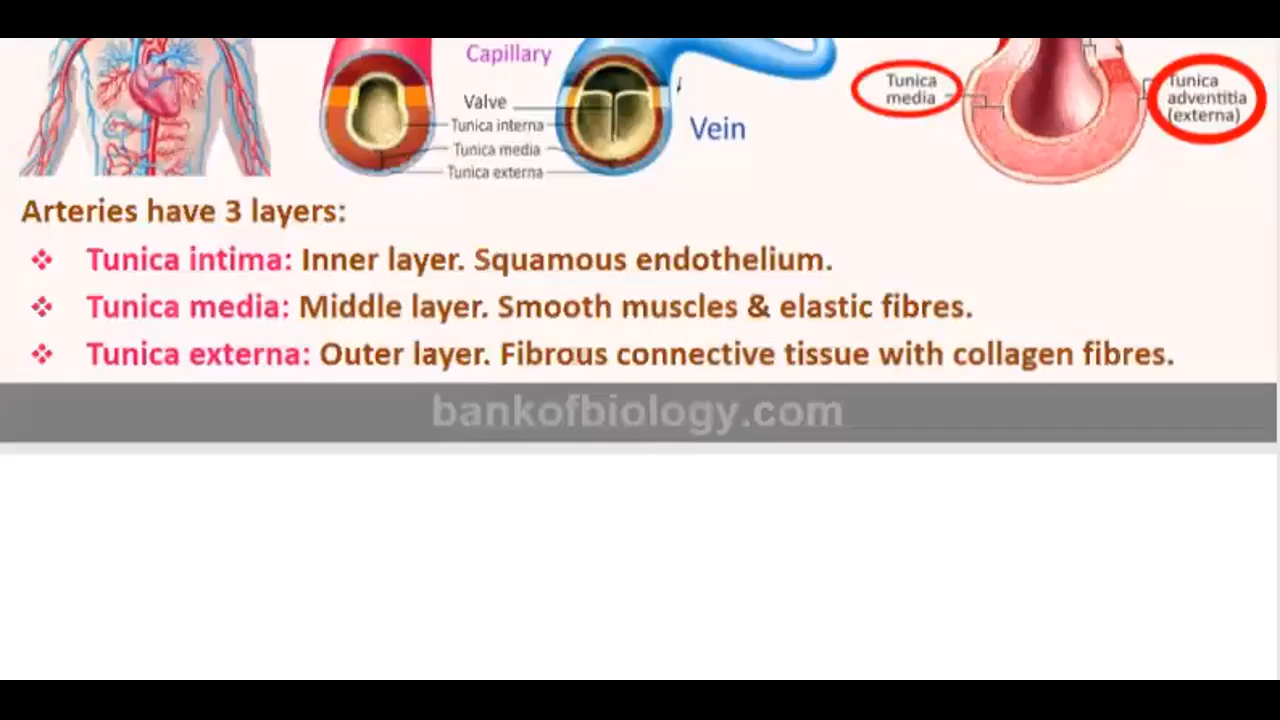 Capillary
Valve
Tunica interna
Tunica media
Tunica externa
Vein
Tunica
media
Tunica
adventitia
(externa)
Arteries have 3 layers:
Tunica intima: Inner layer. Squamous endothelium.
Tunica media: Middle layer. Smooth muscles & elastic fibres.
Tunica externa: Outer layer. Fibrous connective tissue with collagen fibres.
bankofbiology.com